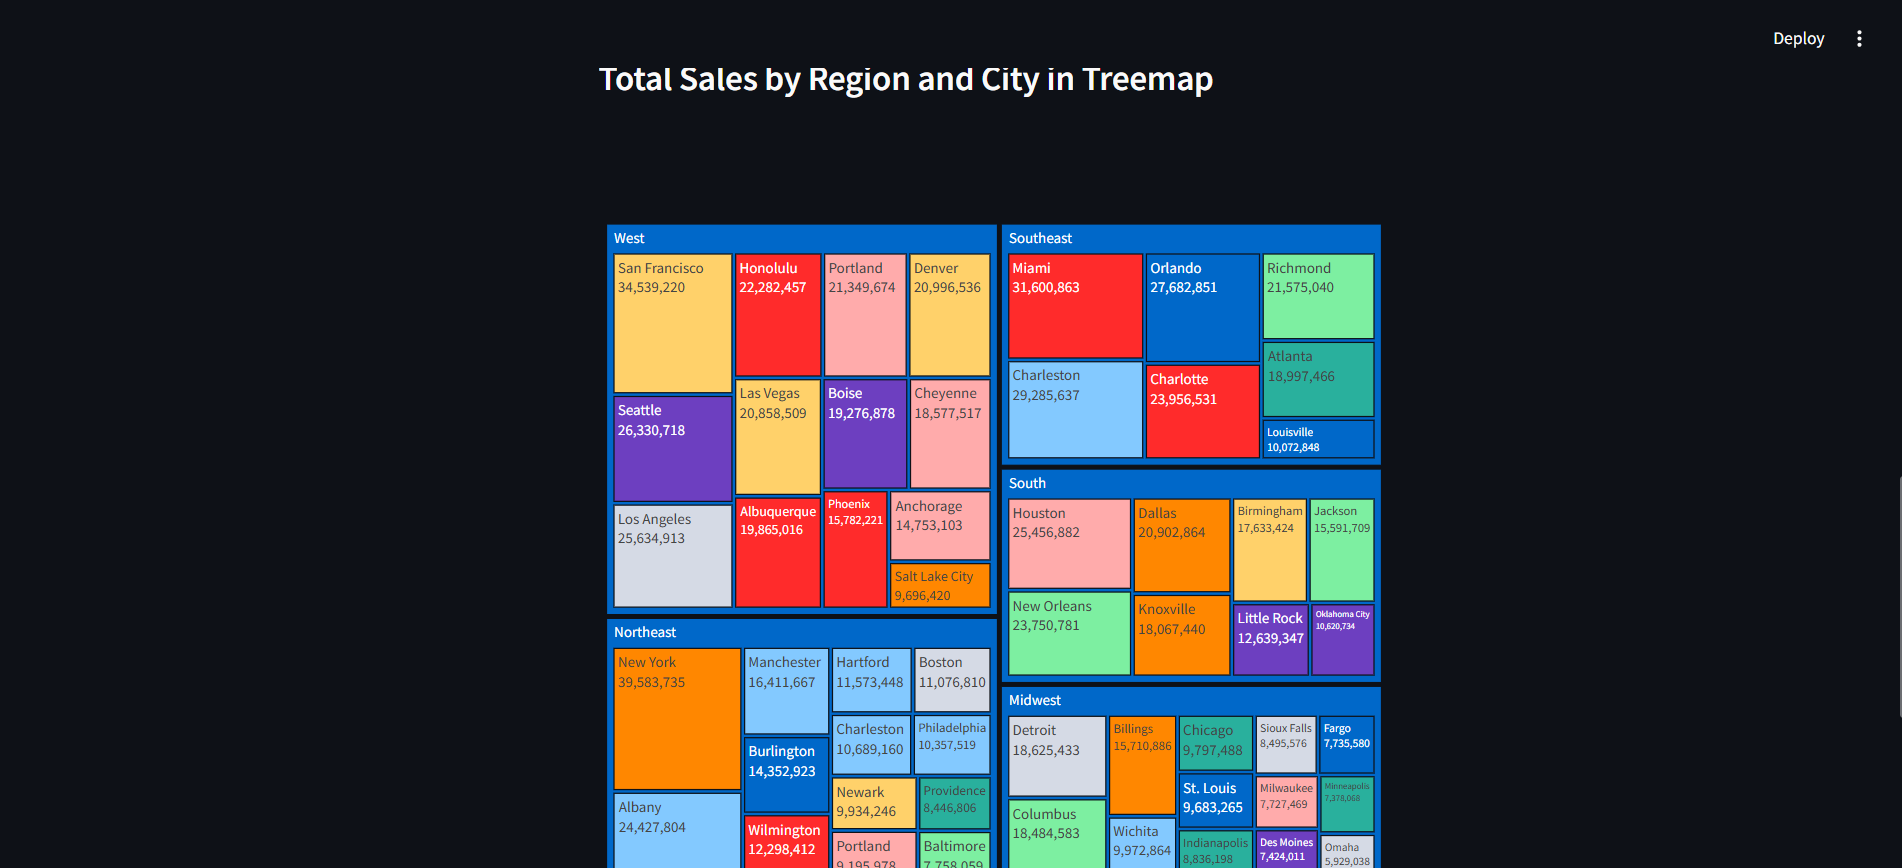 Deploy
Total Sales by Region and City in Treemap
West
San Francisco
34,539,220
Honolulu
22,282,457
Portland
21,349,674
Denver
20,996,536
Seattle
26,330,718
Las Vegas
20,858,509
Boise
19,276,878
Cheyenne
18,577,517
Los Angeles
25,634,913
Albuquerque
19,865,016
Phoenix
15,782,221
Anchorage
14,753,103
Salt Lake City
9,696,420
Southeast
Miami
31,600,863
Orlando
27,682,851
Richmond
21,575,040
Atlanta
18,997,466
Charleston
29,285,637
Charlotte
23,956,531
Louisville
10,072,848
South
Houston
25,456,882
Dallas
20,902,864
Birmingham
17,633,424
Jackson
15,591,709
New Orleans
23,750,781
Knoxville
18,067,440
Little Rock
12,639,347
Oklahoma City
10,620,734
Northeast
New York
39,583,735
Manchester
16,411,667
Hartford
11,573,448
Boston
11,076,810
Charleston
10,689,160
Philadelphia
10,357,519
Burlington
14,352,923
Newark
9,934,246
Providence
8,446,806
Albany
24,427,804
Wilmington
12,298,412
Portland
9,195,978
Baltimore
7,758,059
Midwest
Detroit
18,625,433
Billings
15,710,886
Chicago
9,797,488
Sioux Falls
8,495,576
Fargo
7,735,580
St. Louis
9,683,265
Milwaukee
7,727,469
Minneapolis
7,378,068
Columbus
18,484,583
Wichita
9,972,864
Indianapolis
8,836,198
Des Moines
7,424,011
Omaha
5,929,038